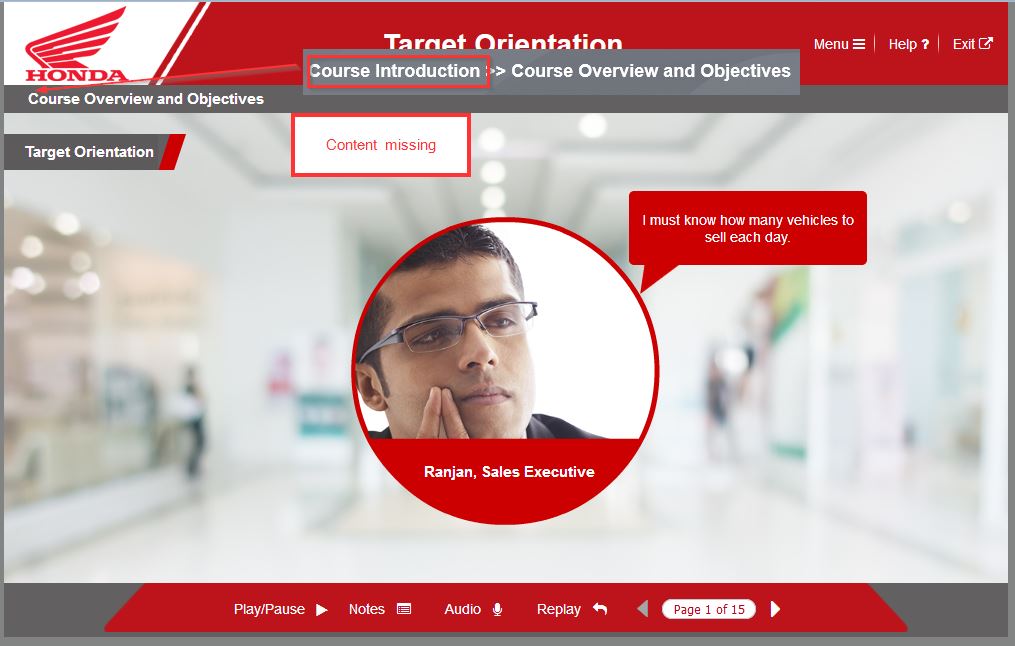 HONDA
Target Orientation
Menu
Help ?
Exit
Course Introduction >> Course Overview and Objectives
Course Overview and Objectives
Content missing
Target Orientation
I must know how many vehicles to
sell each day.
Ranjan, Sales Executive
Play/Pause
Notes
Audio
Replay
Page 1 of 15